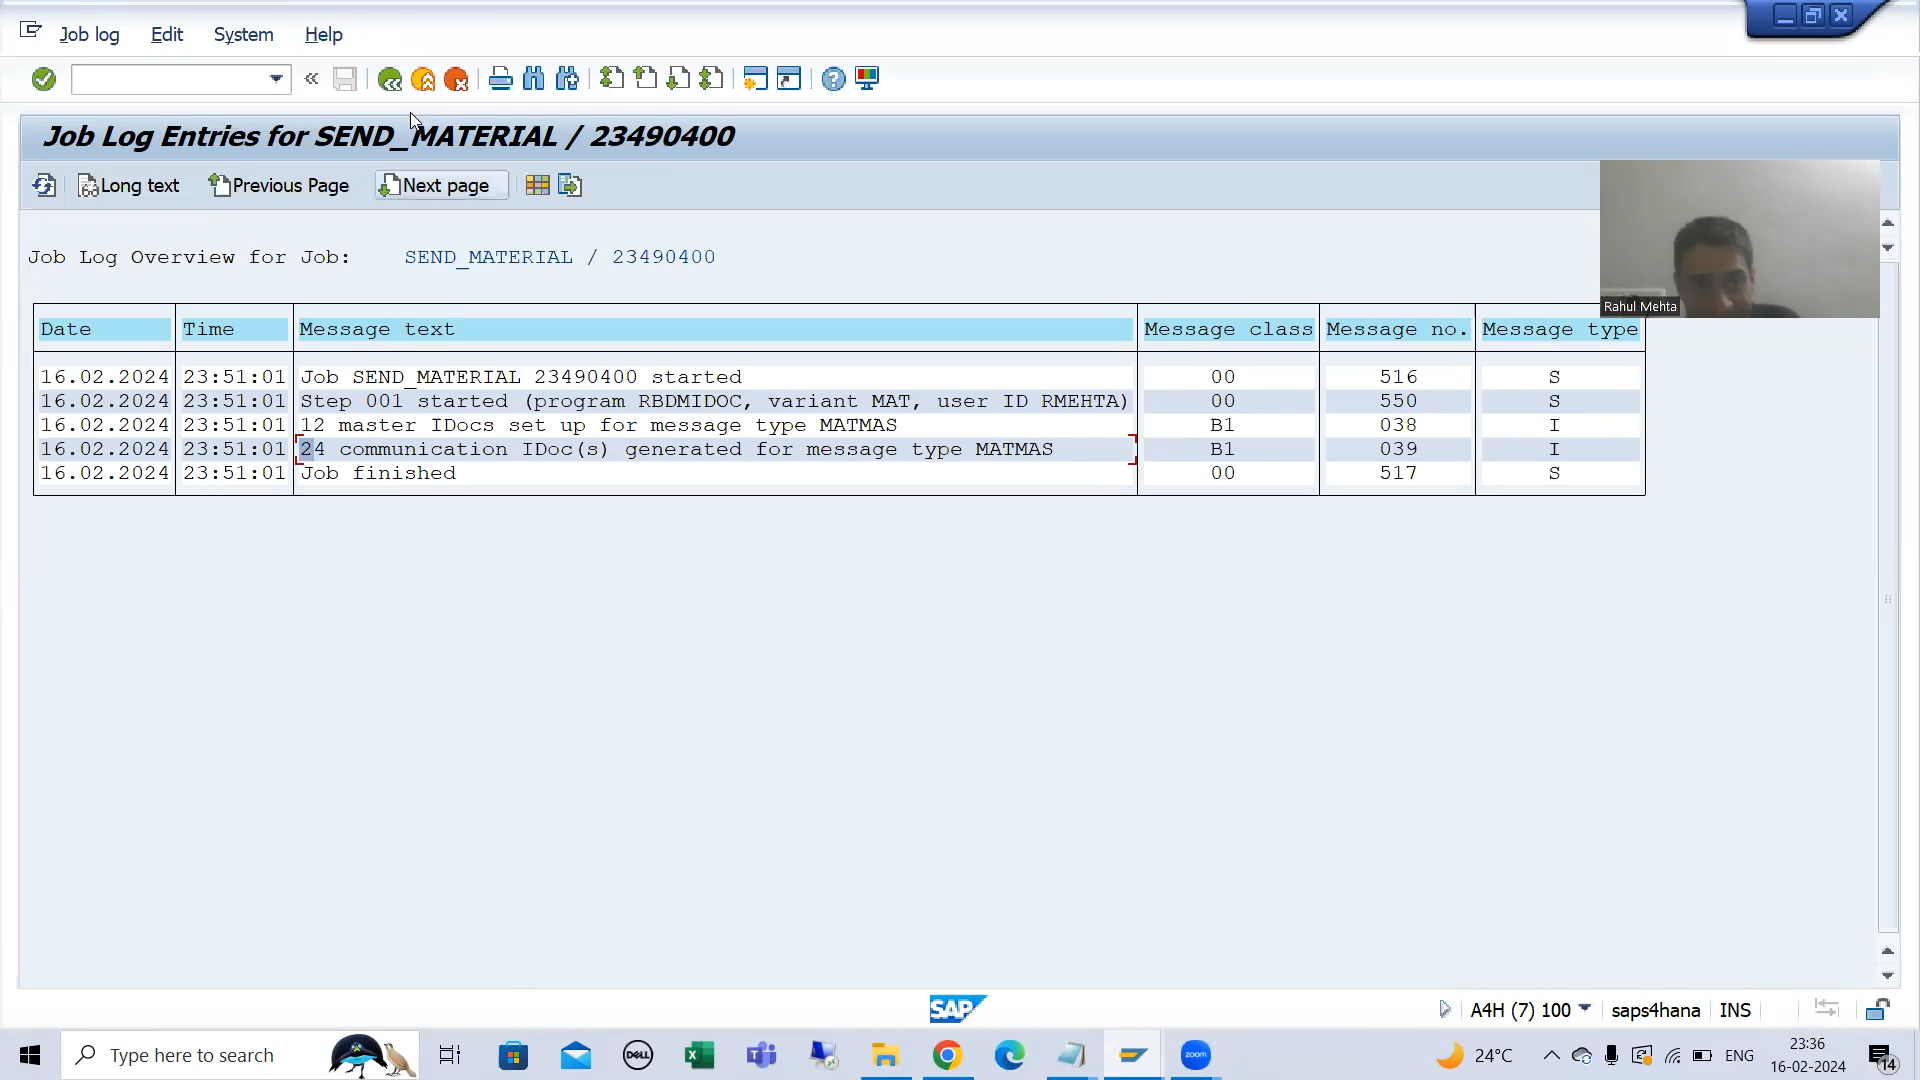 Job log Edit System Help
Job Log Entries for SEND_MATERIAL / 23490400
Long text Previous Page Next page
Rahul Mehta
Job Log Overview for Job: SEND_MATERIAL / 23490400
Date Time Message text Message class Message no. Message type
16.02.2024 23:51:01 Job SEND_MATERIAL 23490400 started 00 516 S
16.02.2024 23:51:01 Step 001 started (program RBDMIDOC, variant MAT, user ID RMEHTA) 00 550 S
16.02.2024 23:51:01 12 master IDocs set up for message type MATMAS B1 038 I
16.02.2024 23:51:01 24 communication IDoc(s) generated for message type MATMAS B1 039 I
16.02.2024 23:51:01 Job finished 00 517 S
SAP A4H (7) 100 saps4hana INS
Type here to search DELL zoom 24°C ENG 23:36
16-02-2024 14